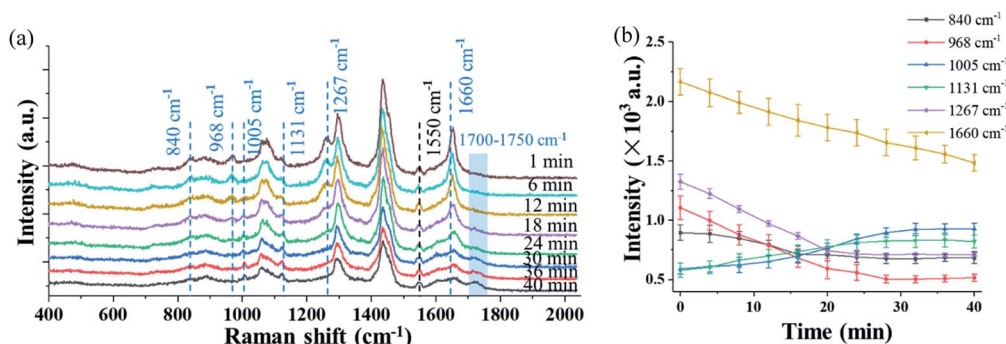 (a)
Intensity (a.u.)
840 cm⁻¹
968 cm⁻¹
1005 cm⁻¹
1131 cm⁻¹
1267 cm⁻¹
1550 cm⁻¹
1660 cm⁻¹
1700-1750 cm⁻¹
1 min
6 min
12 min
18 min
24 min
30 min
36 min
40 min
400 600 800 1000 1200 1400 1600 1800 2000
Raman shift (cm⁻¹)
(b)
840 cm⁻¹
968 cm⁻¹
1005 cm⁻¹
1131 cm⁻¹
1267 cm⁻¹
1660 cm⁻¹
Intensity (× 10³ a.u.)
2.5
2.0
1.5
1.0
0.5
0 10 20 30 40
Time (min)